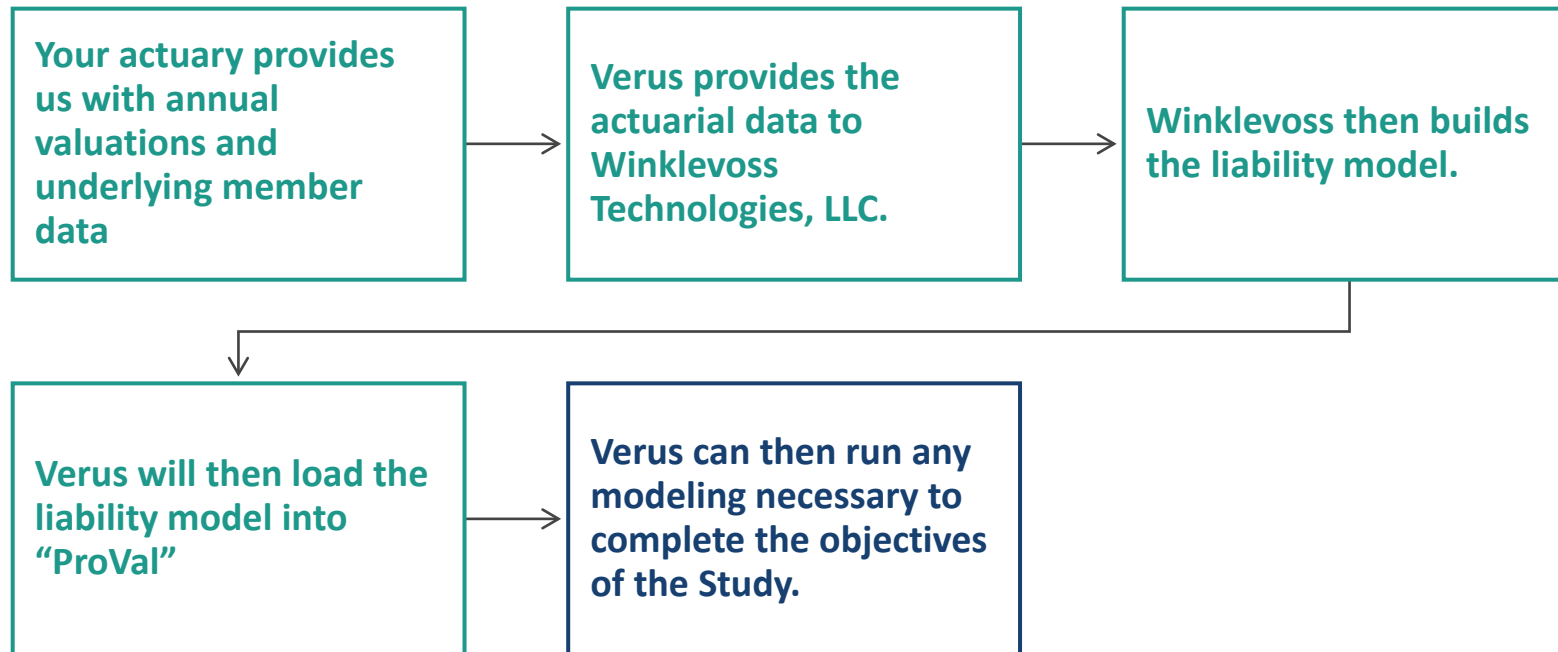 Your actuary provides
us with annual
valuations and
underlying member
data
Verus provides the
actuarial data to
Winklevoss
Technologies, LLC.
Winklevoss then builds
the liability model.
Verus will then load the
liability model into
“ProVal”
Verus can then run any
modeling necessary to
complete the objectives
of the Study.